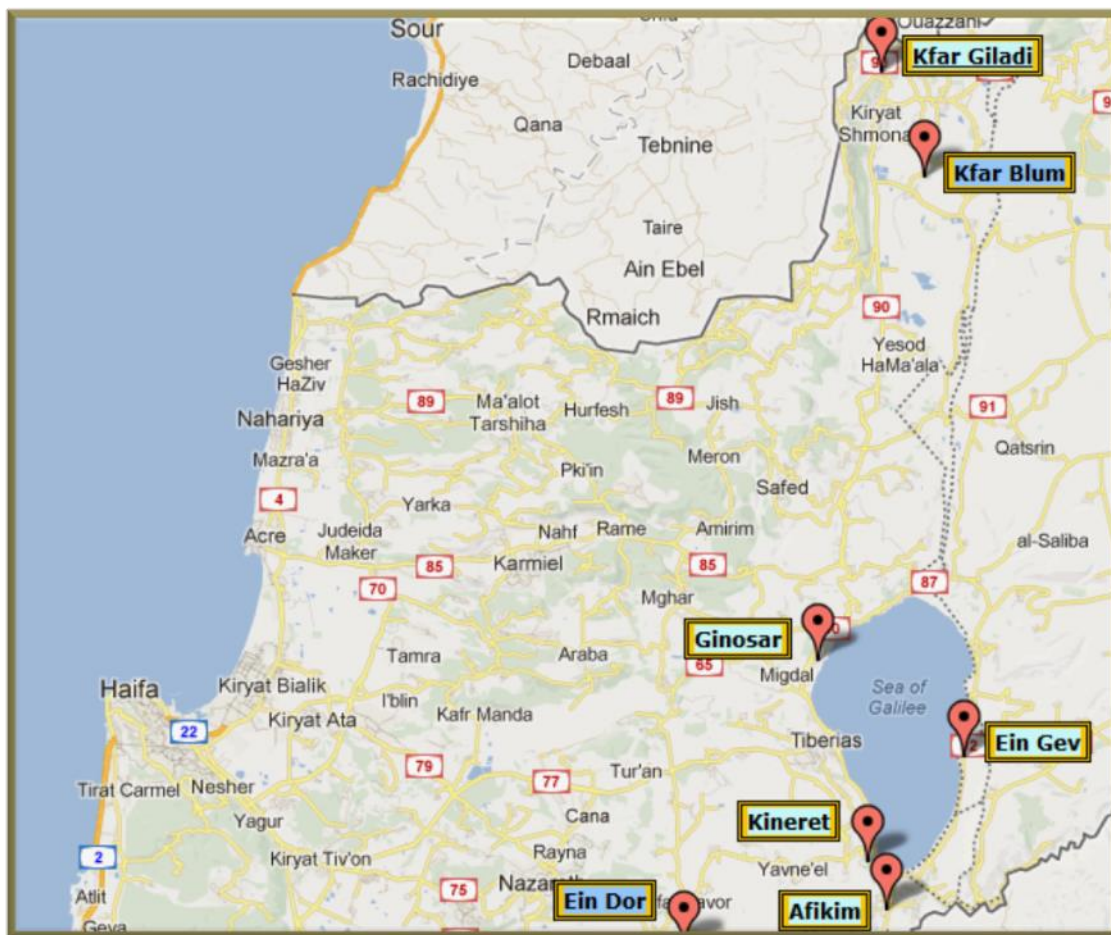 Sour
Ouazzani
Debaal
Kfar Giladi
Rachidiye
Kiryat
Shmona
Qana
Tebnine
Kfar Blum
Taire
Ain Ebel
Rmaich
90
Yesod
HaMa'ala
Gesher
HaZiv
89
Ma'alot
Tarshiha
Hurfesh
89
Jish
91
Nahariya
Qatsrin
Mazra'a
Pki'in
Meron
Safed
4
Yarka
Acre
Judeida
Maker
Nahf
Rame
Amirim
al-Saliba
85
Karmiel
85
87
70
Mghar
Ginosar
Tamra
Araba
65
Migdal
Haifa
Kiryat Bialik
I'blin
Sea of
Galilee
22
Kiryat Ata
Kafr Manda
Tiberias
Ein Gev
Tirat Carmel
Nesher
79
77
Tur'an
Yagur
Cana
Kineret
2
Kiryat Tiv'on
Rayna
Yavne'el
Atlit
75
Ein Dor
Afikim
Geva